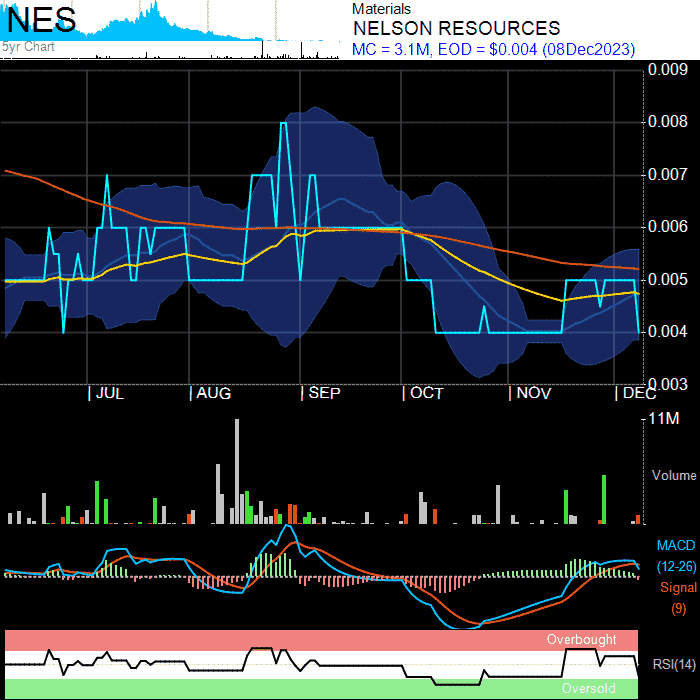 NES
5yr Chart
Materials
NELSON RESOURCES
MC = 3.1M, EOD = $0.004 (08Dec2023)
0.009
0.008
0.007
0.006
0.005
0.004
0.003
JUL AUG SEP OCT NOV DEC
11M
Volume
MACD
(12-26)
Signal
(9)
Overbought
RSI(14)
Oversold